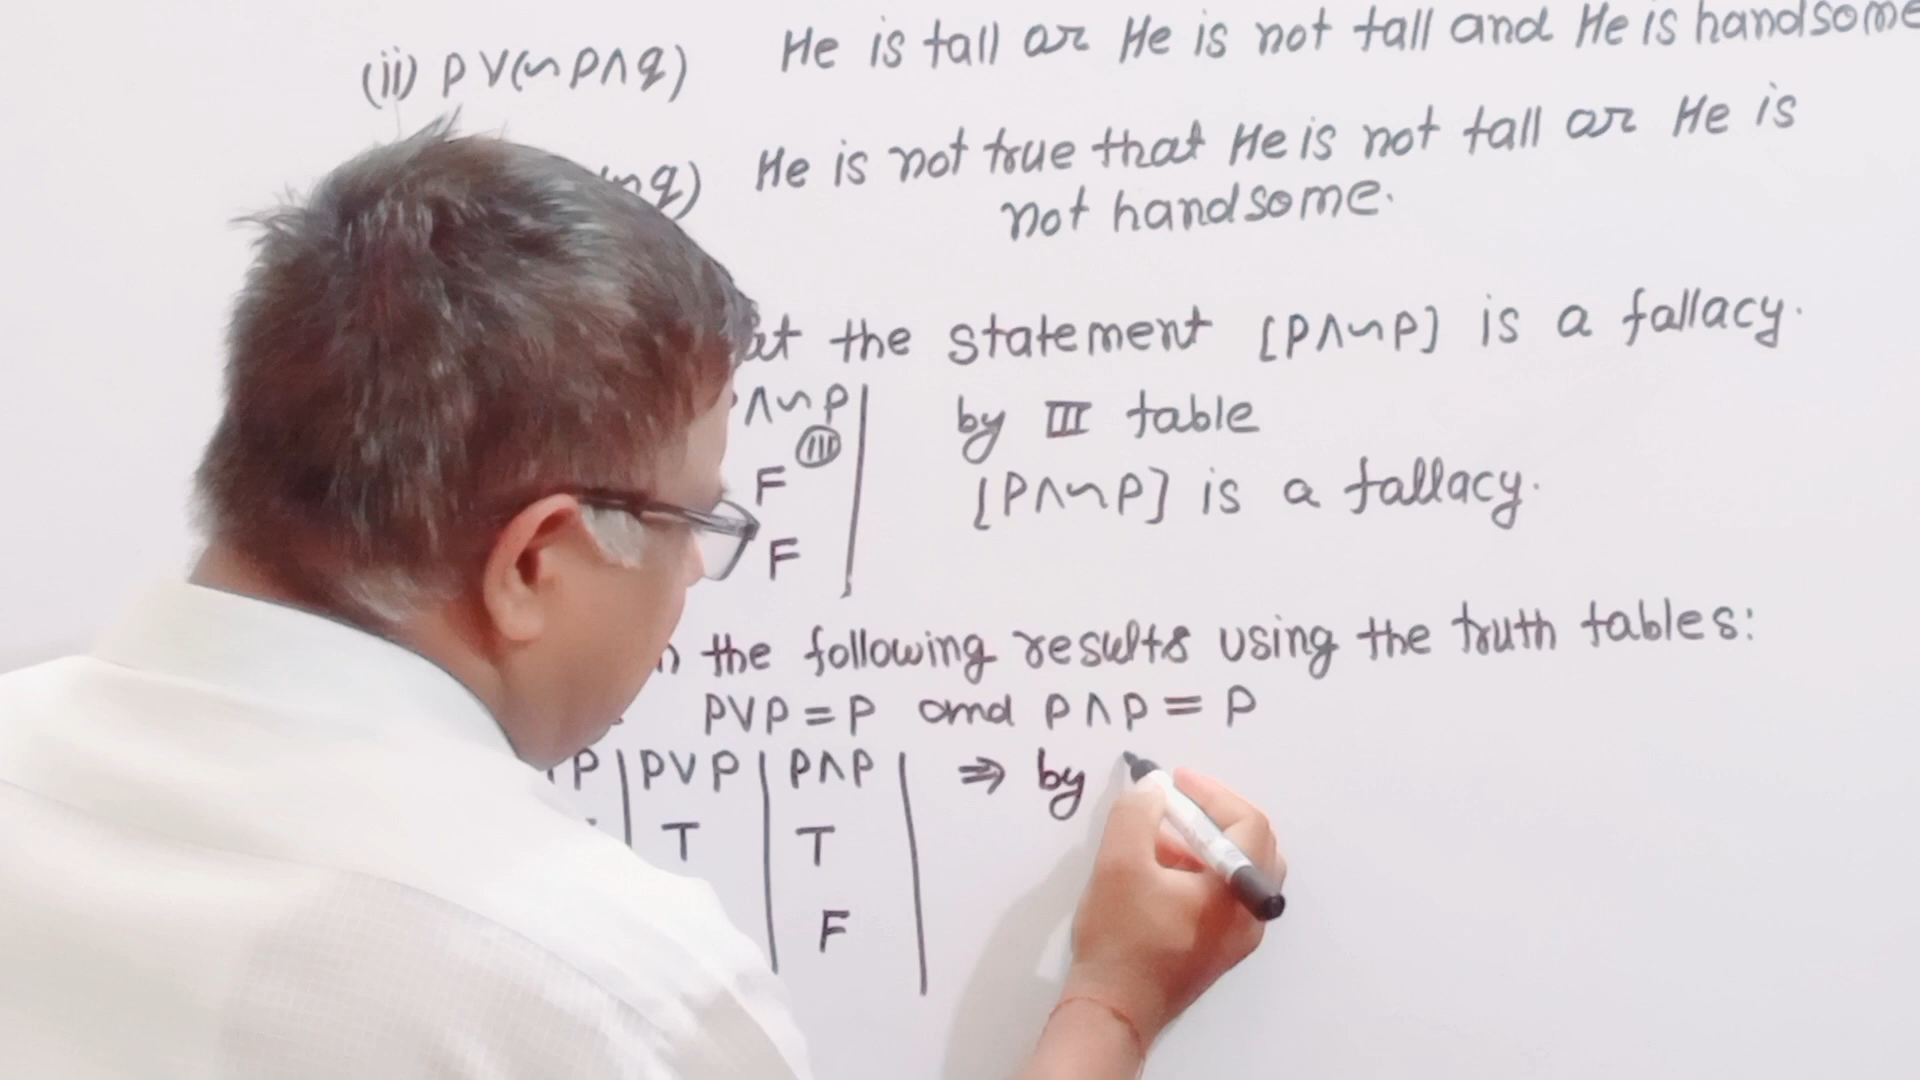 (ii) P∨(∽P∧q) He is tall or He is not tall and He is handsome
q) He is not true that He is not tall or He is
not handsome.
the statement [P∧∽P] is a fallacy.
∧∽P by III table
III
F [P∧∽P] is a fallacy.
F
the following results using the truth tables:
P∨P = P and P∧P = P
P | P∨P | P∧P | ⇒ by
T | T
F